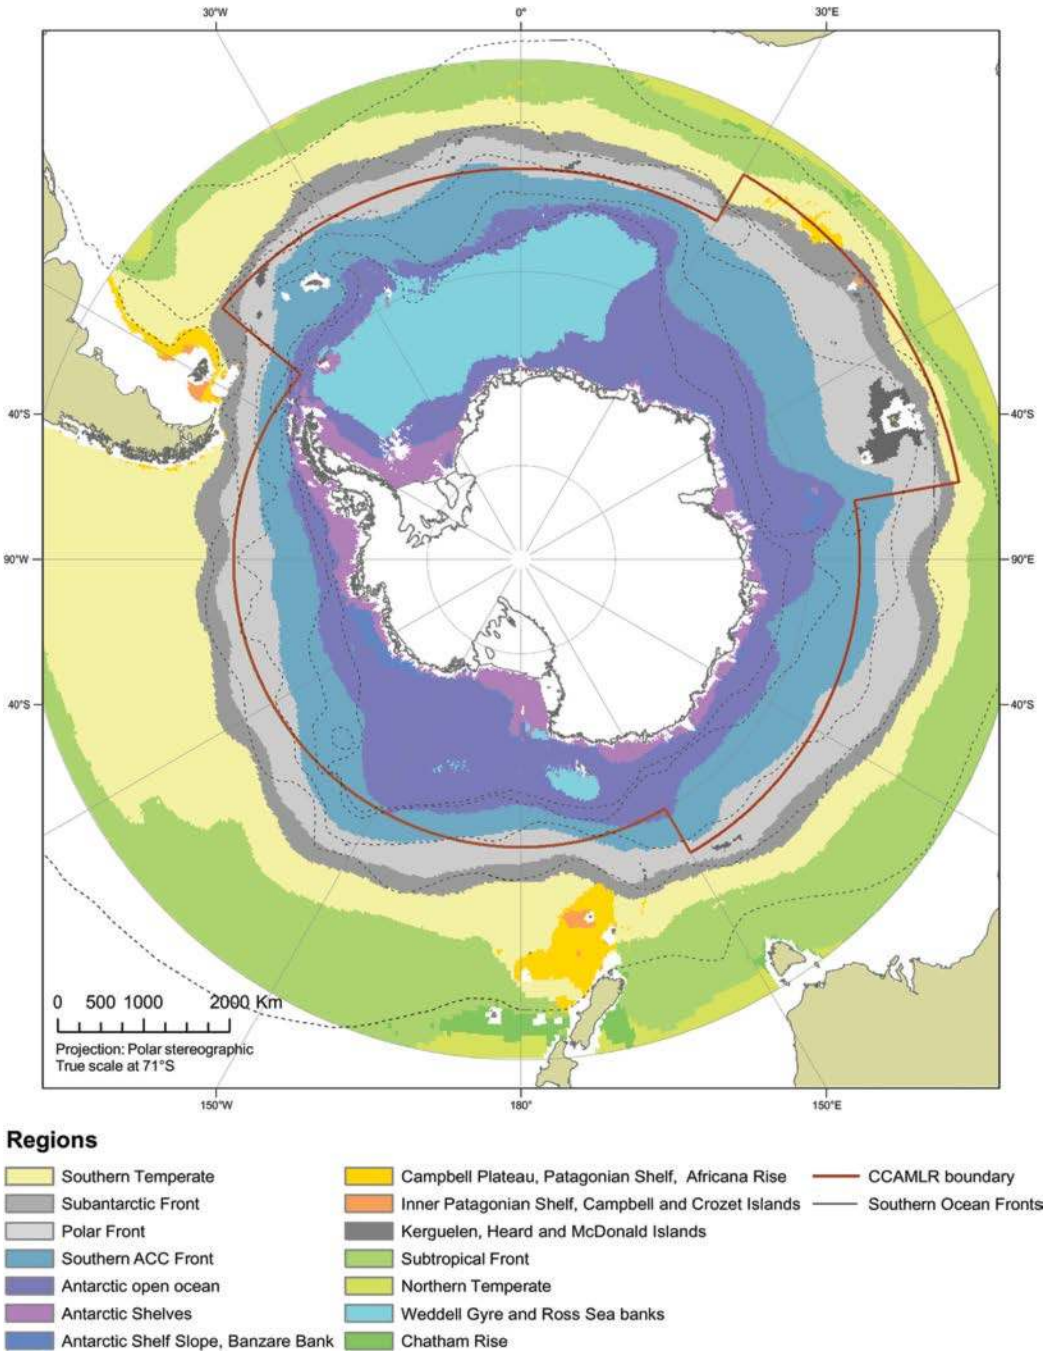 30°W 0° 30°E
40°S 40°S
90°W 90°E
40°S 40°S
0 500 1000 2000 Km
Projection: Polar stereographic
True scale at 71°S
150°W 180° 150°E
Regions
Southern Temperate
Subantarctic Front
Polar Front
Southern ACC Front
Antarctic open ocean
Antarctic Shelves
Antarctic Shelf Slope, Banzare Bank
Campbell Plateau, Patagonian Shelf, Africana Rise
Inner Patagonian Shelf, Campbell and Crozet Islands
Kerguelen, Heard and McDonald Islands
Subtropical Front
Northern Temperate
Weddell Gyre and Ross Sea banks
Chatham Rise
CCAMLR boundary
Southern Ocean Fronts